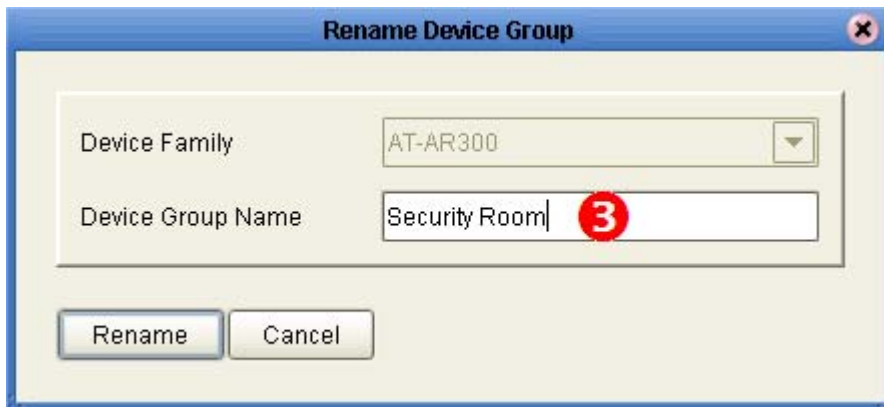 Rename Device Group
Device Family AT-AR300
Device Group Name Security Room 3
Rename Cancel